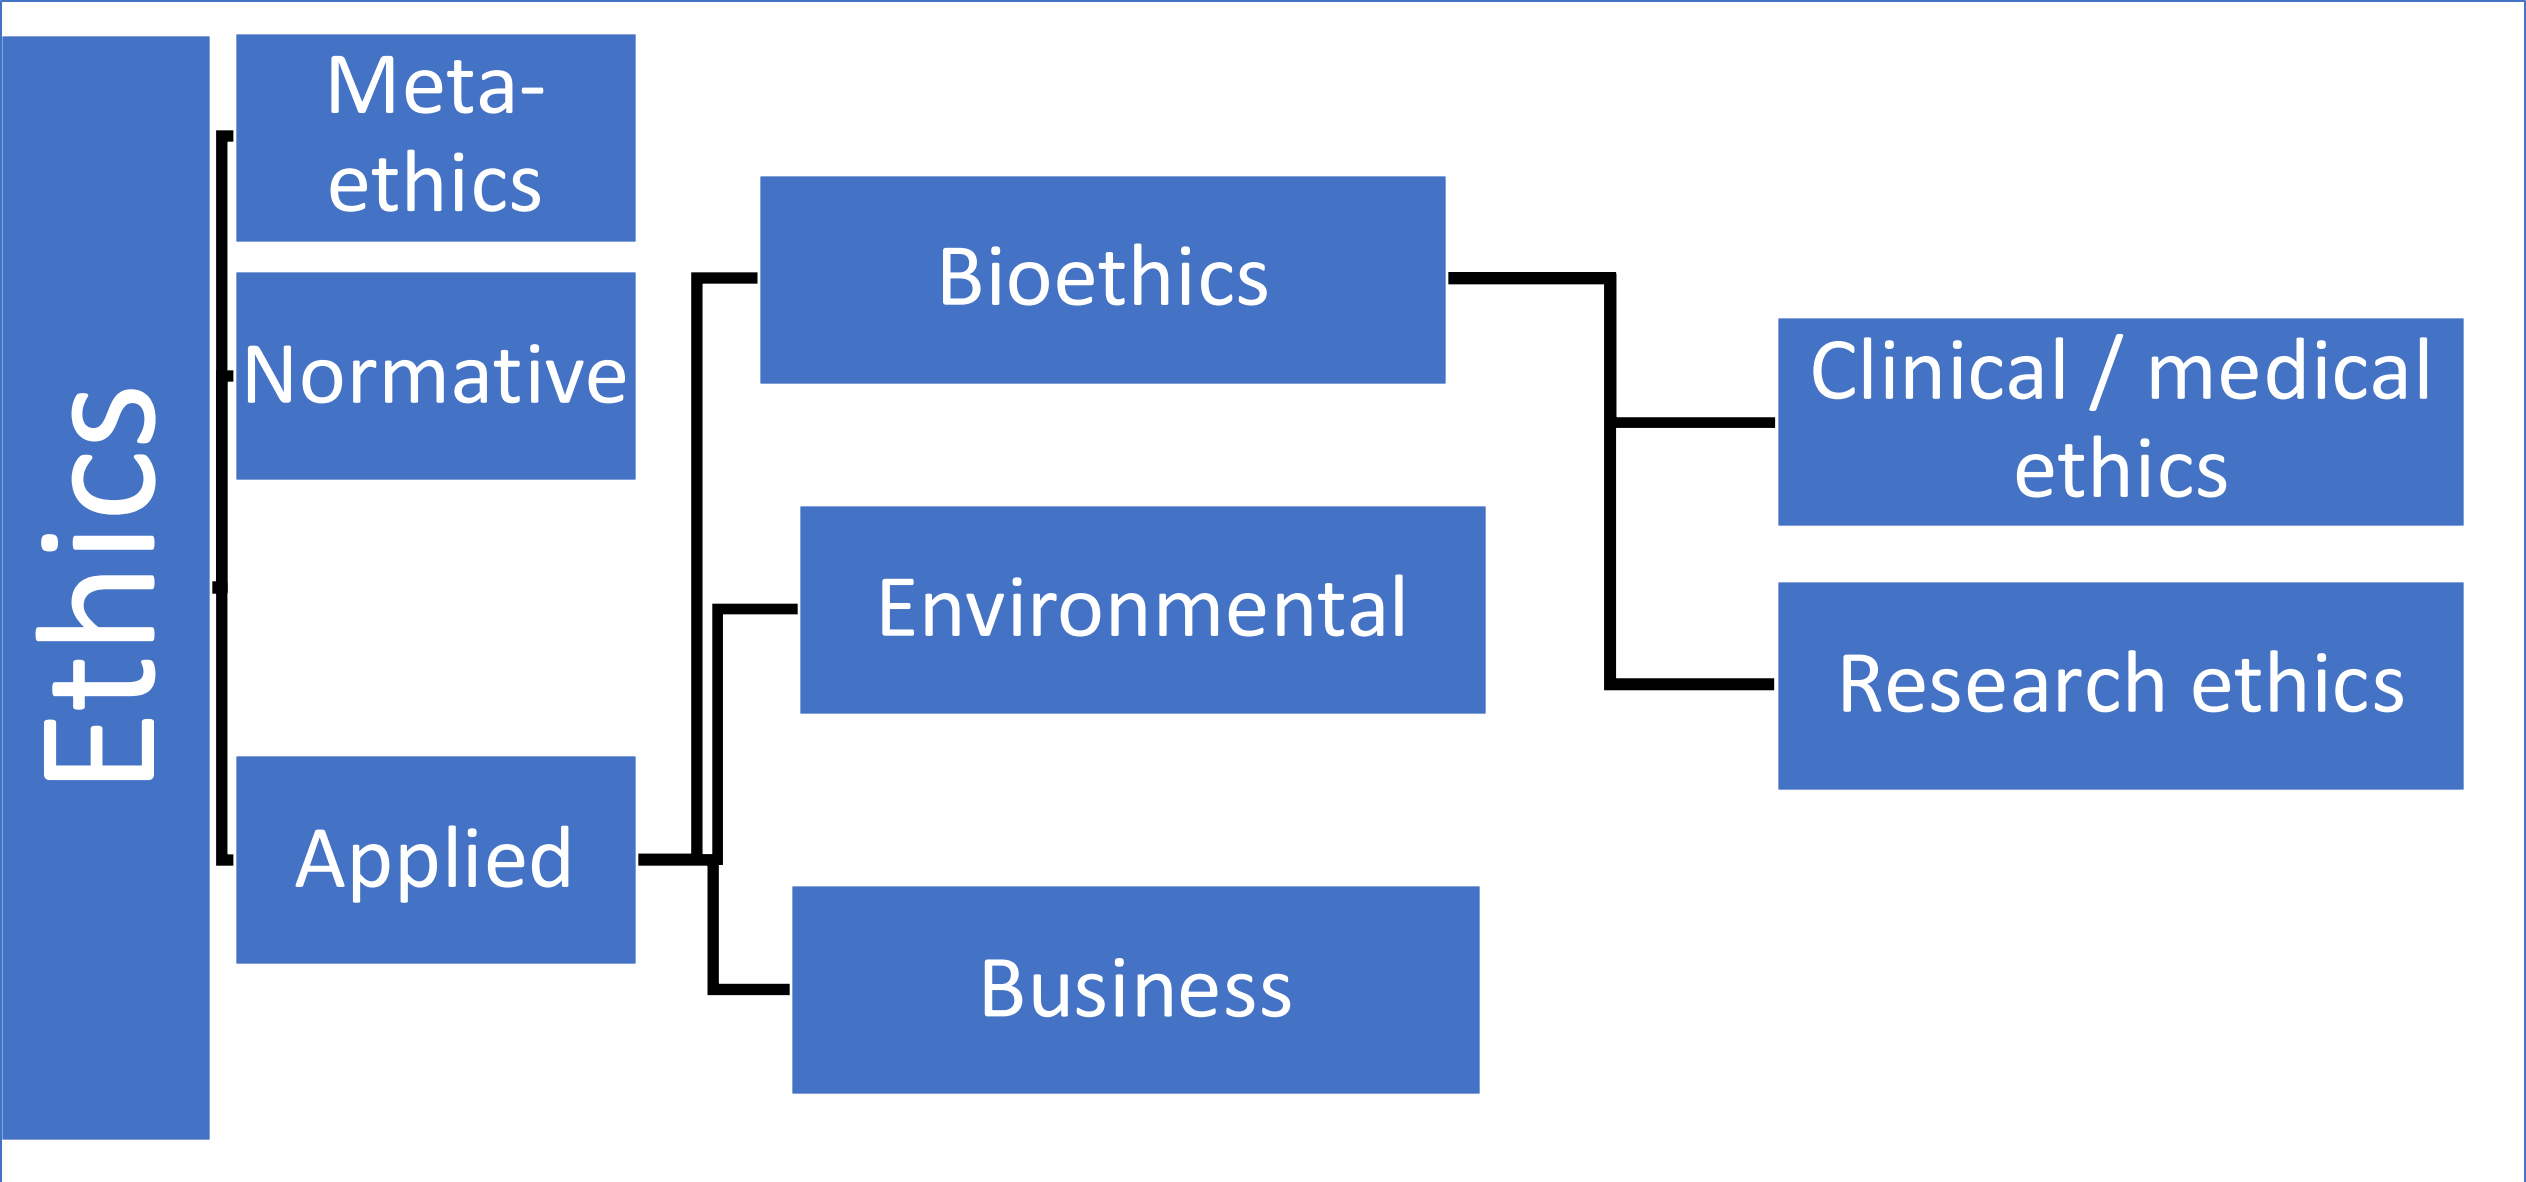 Ethics
Meta-
ethics
Normative
Applied
Bioethics
Environmental
Business
Clinical / medical
ethics
Research ethics